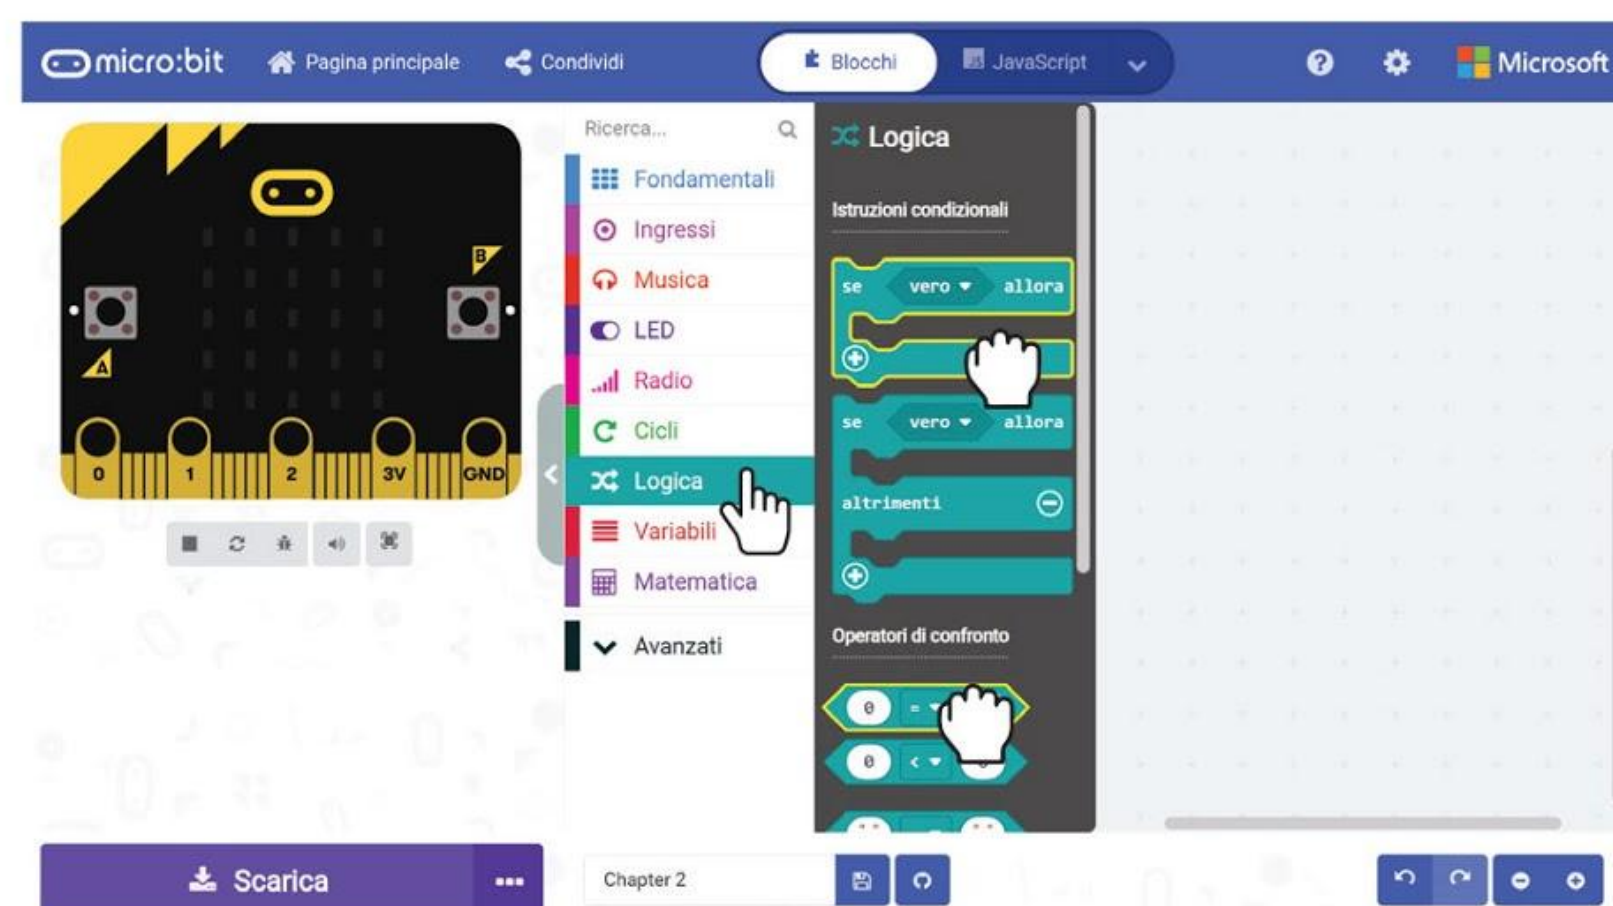 micro:bit
Pagina principale
Condividi
Blocchi
JavaScript
Microsoft
B
A
0
1
2
3V
GND
Ricerca...
Fondamentali
Ingressi
Musica
LED
Radio
Cicli
Logica
Variabili
Matematica
Avanzati
Logica
Istruzioni condizionali
se vero allora
se vero allora
altrimenti
Operatori di confronto
0 =
0 <
Scarica
Chapter 2